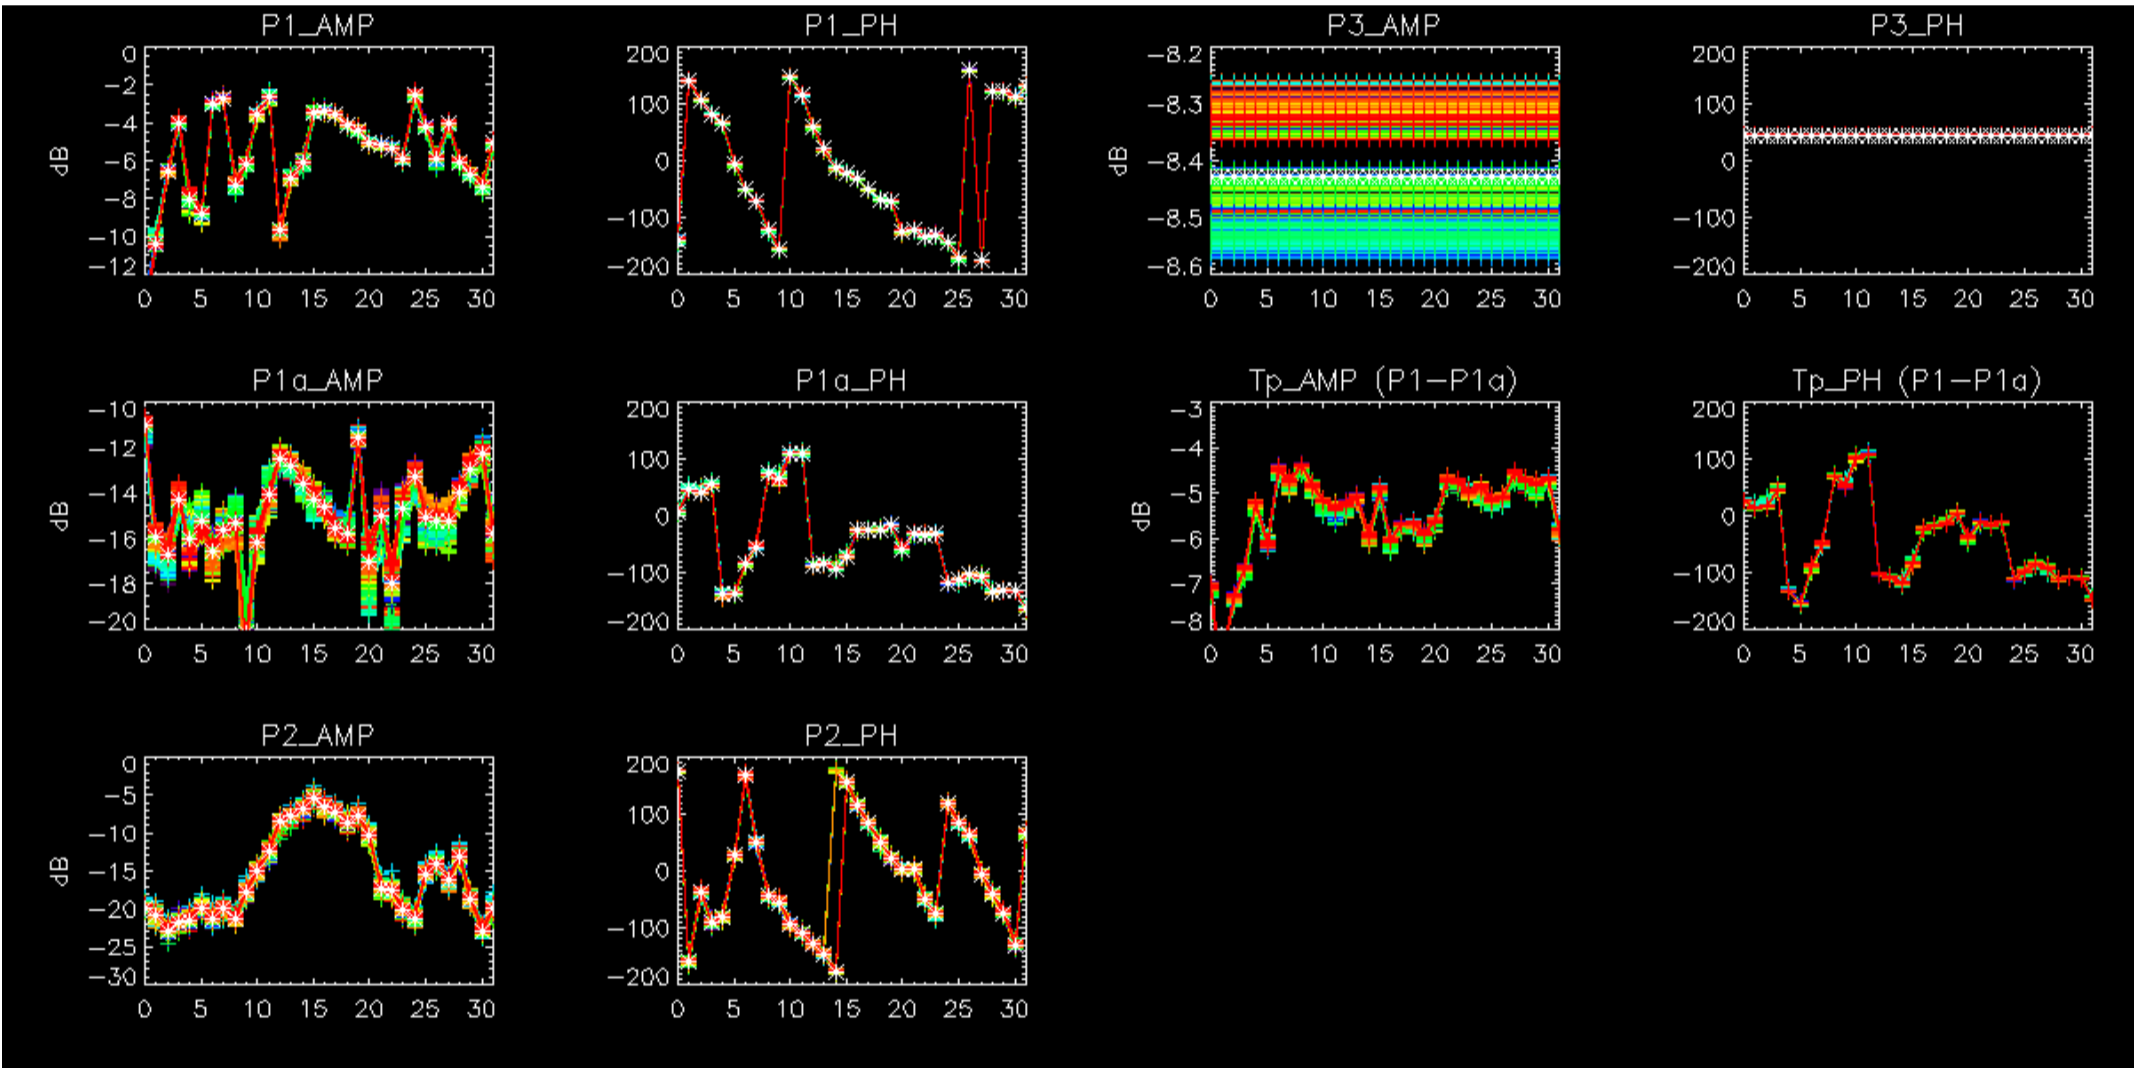 P1_AMP
P1_PH
P3_AMP
P3_PH
0
−2
−4
−6
−8
−10
−12
dB
0 5 10 15 20 25 30
200
100
0
−100
−200
0 5 10 15 20 25 30
−8.2
−8.3
−8.4
−8.5
−8.6
dB
0 5 10 15 20 25 30
200
100
0
−100
−200
0 5 10 15 20 25 30
P1a_AMP
P1a_PH
Tp_AMP (P1−P1a)
Tp_PH (P1−P1a)
−10
−12
−14
−16
−18
−20
dB
0 5 10 15 20 25 30
200
100
0
−100
−200
0 5 10 15 20 25 30
−3
−4
−5
−6
−7
−8
dB
0 5 10 15 20 25 30
200
100
0
−100
−200
0 5 10 15 20 25 30
P2_AMP
P2_PH
0
−5
−10
−15
−20
−25
−30
dB
0 5 10 15 20 25 30
200
100
0
−100
−200
0 5 10 15 20 25 30